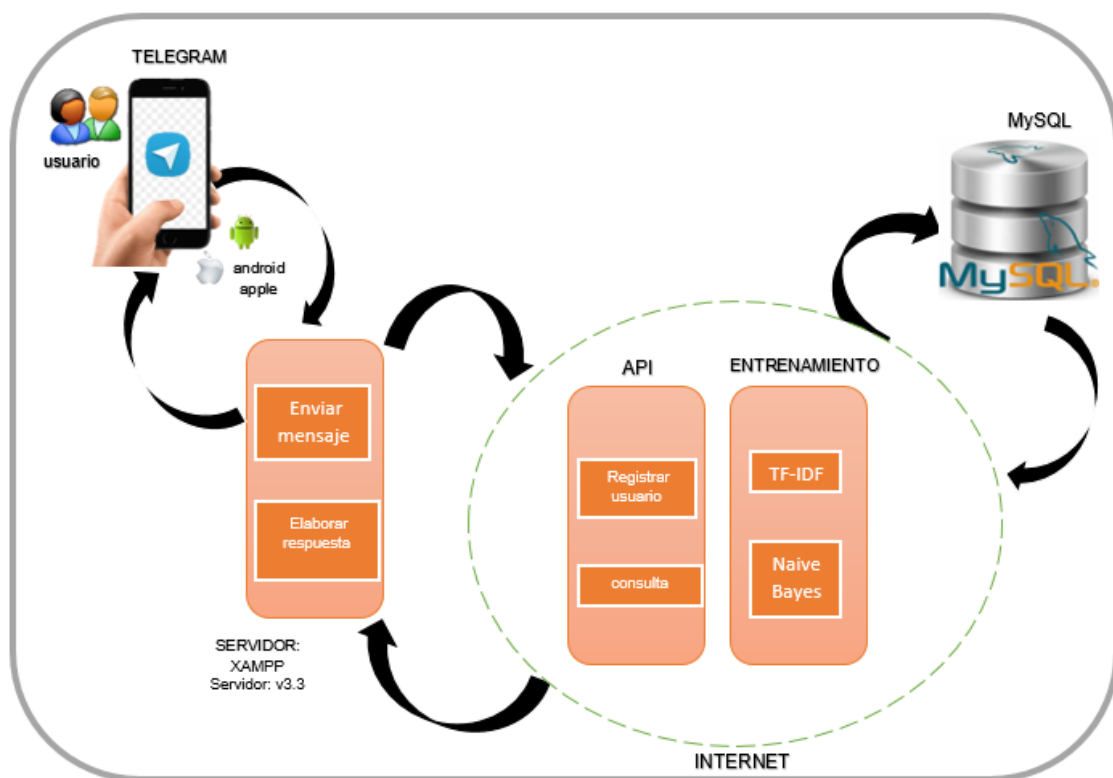 TELEGRAM
usuario
android
apple
MySQL
MySQL®
Enviar
mensaje
Elaborar
respuesta
SERVIDOR:
XAMPP
Servidor: v3.3
API
Registrar
usuario
consulta
ENTRENAMIENTO
TF-IDF
Naive
Bayes
INTERNET